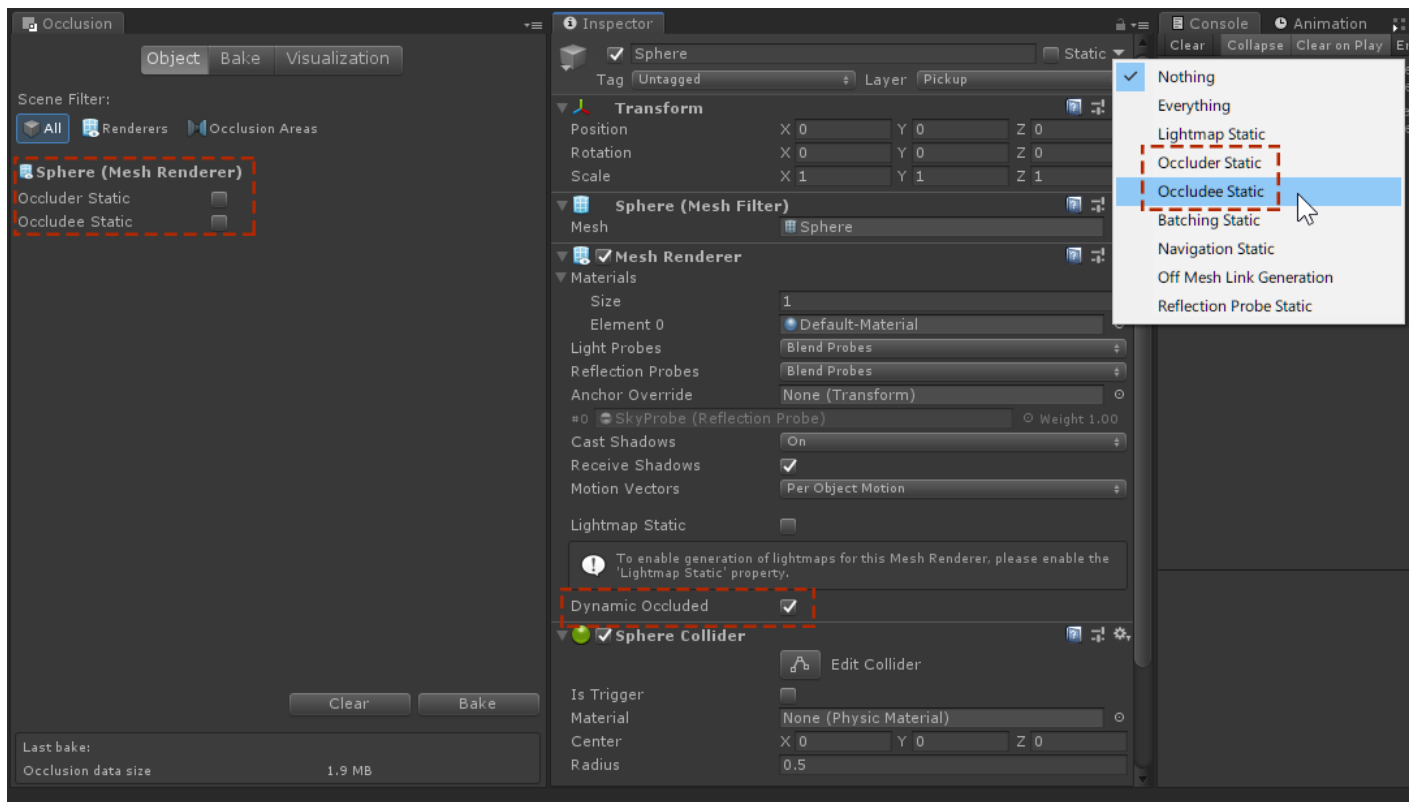 Occlusion
Object Bake Visualization
Scene Filter:
All Renderers Occlusion Areas
Sphere (Mesh Renderer)
Occluder Static
Occludee Static
Clear Bake
Last bake:
Occlusion data size 1.9 MB
Inspector
Sphere Static
Tag Untagged Layer Pickup
Transform
Position X 0 Y 0 Z 0
Rotation X 0 Y 0 Z 0
Scale X 1 Y 1 Z 1
Sphere (Mesh Filter)
Mesh Sphere
Mesh Renderer
Materials
Size 1
Element 0 Default-Material
Light Probes Blend Probes
Reflection Probes Blend Probes
Anchor Override None (Transform)
#0 SkyProbe (Reflection Probe) Weight 1.00
Cast Shadows On
Receive Shadows
Motion Vectors Per Object Motion
Lightmap Static
To enable generation of lightmaps for this Mesh Renderer, please enable the
'Lightmap Static' property.
Dynamic Occluded
Sphere Collider
Edit Collider
Is Trigger
Material None (Physic Material)
Center X 0 Y 0 Z 0
Radius 0.5
Console Animation
Clear Collapse Clear on Play
Nothing
Everything
Lightmap Static
Occluder Static
Occludee Static
Batching Static
Navigation Static
Off Mesh Link Generation
Reflection Probe Static